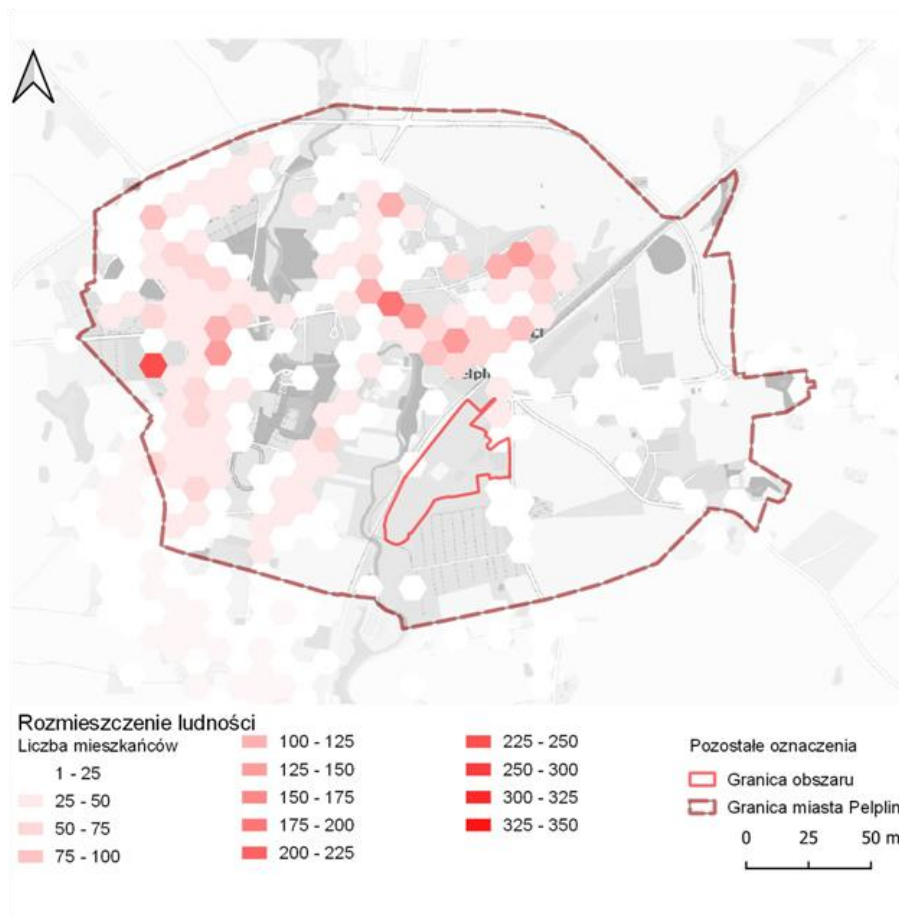 elph
Rozmieszczenie ludności
Liczba mieszkańców
1 - 25
25 - 50
50 - 75
75 - 100
100 - 125
125 - 150
150 - 175
175 - 200
200 - 225
225 - 250
250 - 300
300 - 325
325 - 350
Pozostałe oznaczenia
Granica obszaru
Granica miasta Pelplin
0 25 50 m